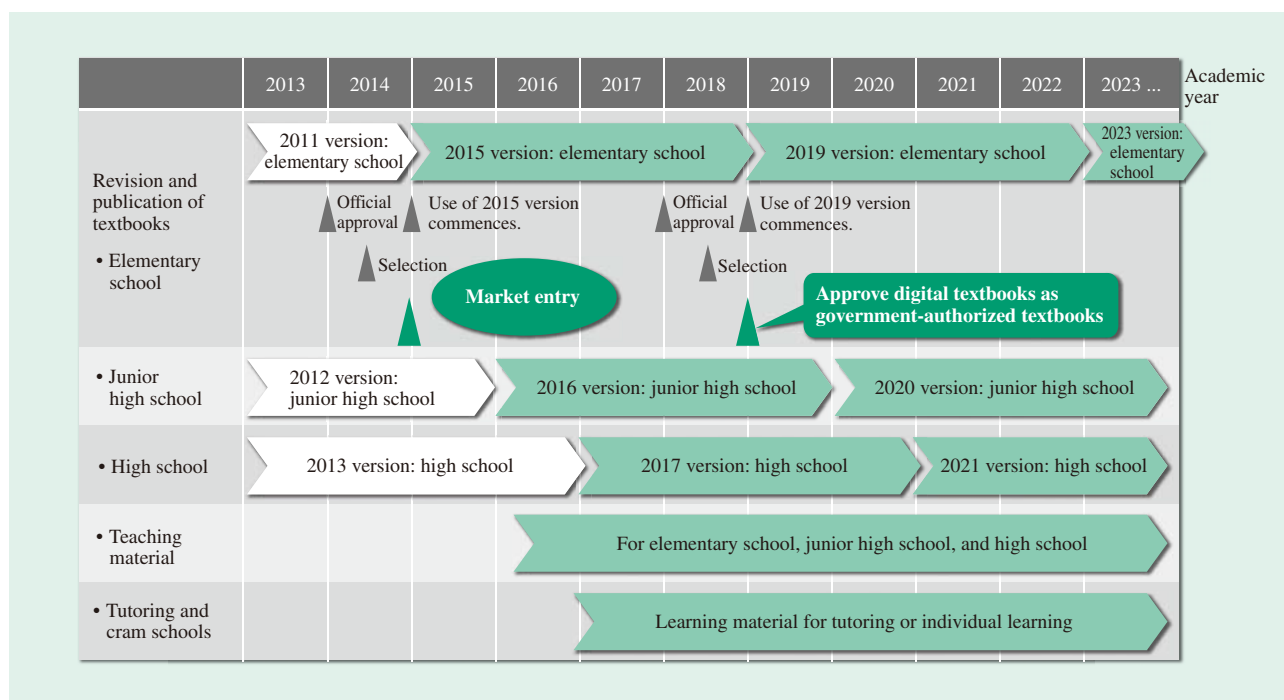 2013 2014 2015 2016 2017 2018 2019 2020 2021 2022 2023 ...
Academic
year
Revision and
publication of
textbooks
• Elementary
school
2011 version:
elementary school
2015 version: elementary school
2019 version: elementary school
2023 version:
elementary
school
Official
approval
Use of 2015 version
commences.
Official
approval
Use of 2019 version
commences.
Selection
Selection
Market entry
Approve digital textbooks as
government-authorized textbooks
• Junior
high school
2012 version:
junior high school
2016 version: junior high school
2020 version: junior high school
• High school
2013 version: high school
2017 version: high school
2021 version: high school
• Teaching
material
For elementary school, junior high school, and high school
• Tutoring and
cram schools
Learning material for tutoring or individual learning